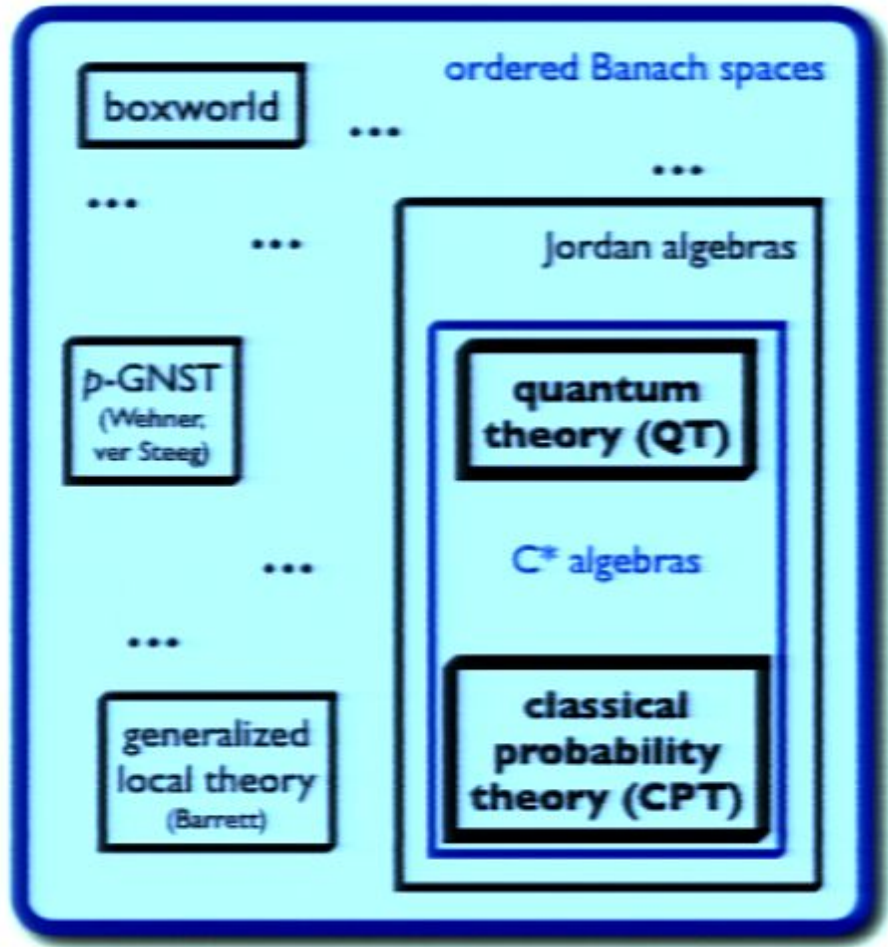 ordered Banach spaces
boxworld
...
...
...
...
Jordan algebras
p-GNST
(Wehner,
ver Steeg)
quantum
theory (QT)
C* algebras
...
...
generalized
local theory
(Barrett)
classical
probability
theory (CPT)